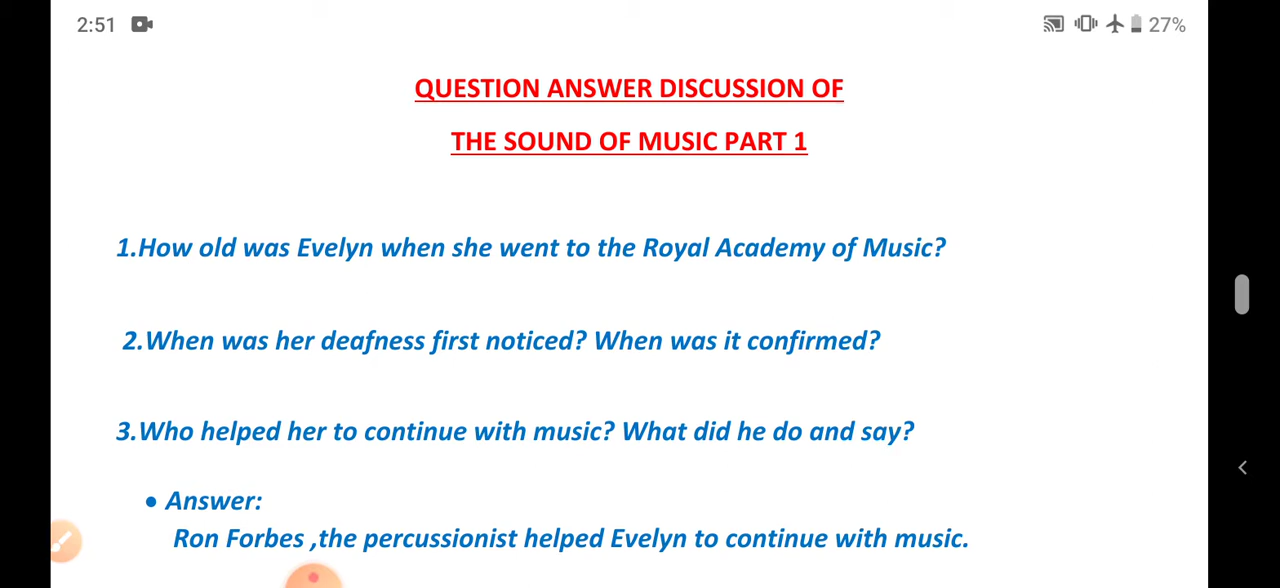 2:51
27%
QUESTION ANSWER DISCUSSION OF
THE SOUND OF MUSIC PART 1
1.How old was Evelyn when she went to the Royal Academy of Music?
2.When was her deafness first noticed? When was it confirmed?
3.Who helped her to continue with music? What did he do and say?
• Answer:
Ron Forbes ,the percussionist helped Evelyn to continue with music.